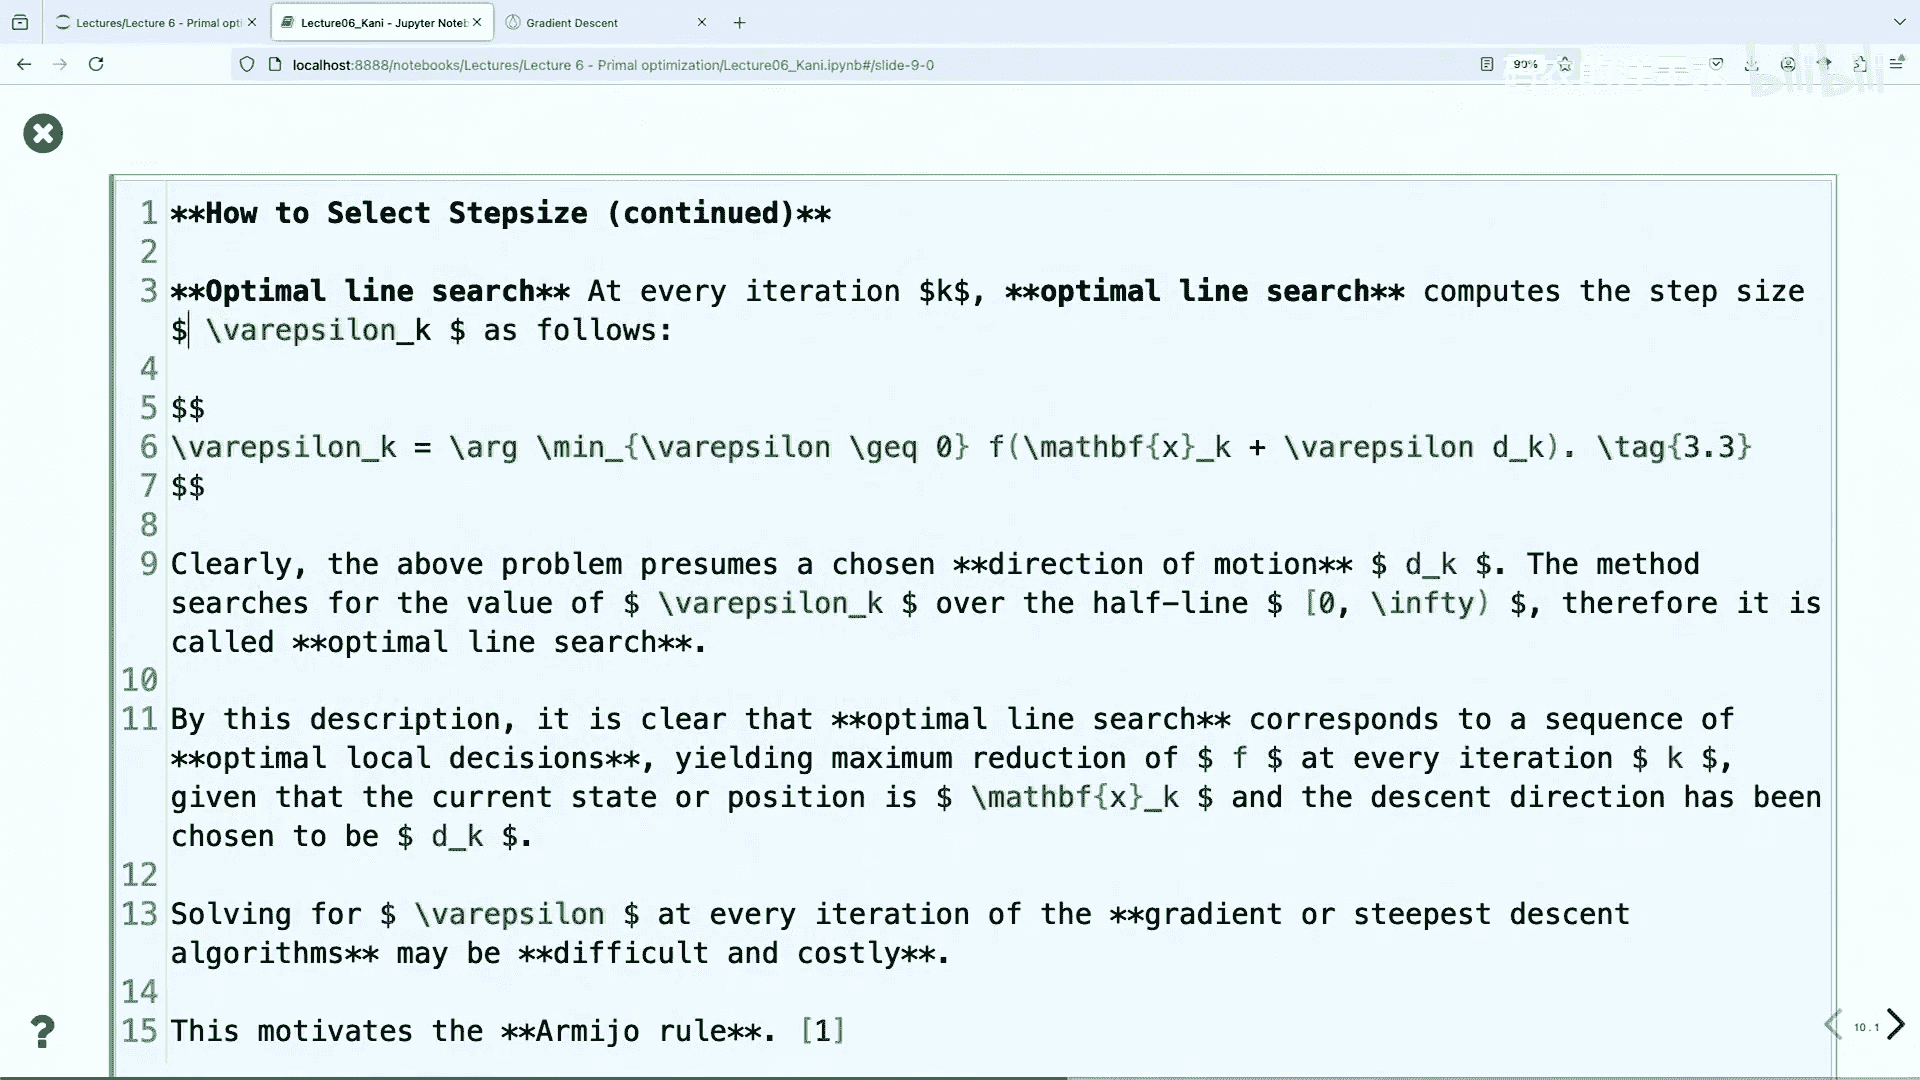 Lectures/Lecture 6 - Primal opti
Lecture06_Kani - Jupyter Noteb
Gradient Descent
localhost:8888/notebooks/Lectures/Lecture 6 - Primal optimization/Lecture06_Kani.ipynb#/slide-9-0
90%
bilibili
1 **How to Select Stepsize (continued)**
2
3 **Optimal line search** At every iteration $k$, **optimal line search** computes the step size
$ \varepsilon_k $ as follows:
4
5 $$
6 \varepsilon_k = \arg \min_{\varepsilon \geq 0} f(\mathbf{x}_k + \varepsilon d_k). \tag{3.3}
7 $$
8
9 Clearly, the above problem presumes a chosen **direction of motion** $ d_k $. The method
searches for the value of $ \varepsilon_k $ over the half-line $ [0, \infty) $, therefore it is
called **optimal line search**.
10
11 By this description, it is clear that **optimal line search** corresponds to a sequence of
**optimal local decisions**, yielding maximum reduction of $ f $ at every iteration $ k $,
given that the current state or position is $ \mathbf{x}_k $ and the descent direction has been
chosen to be $ d_k $.
12
13 Solving for $ \varepsilon $ at every iteration of the **gradient or steepest descent
algorithms** may be **difficult and costly**.
14
15 This motivates the **Armijo rule**. [1]
?
10.1